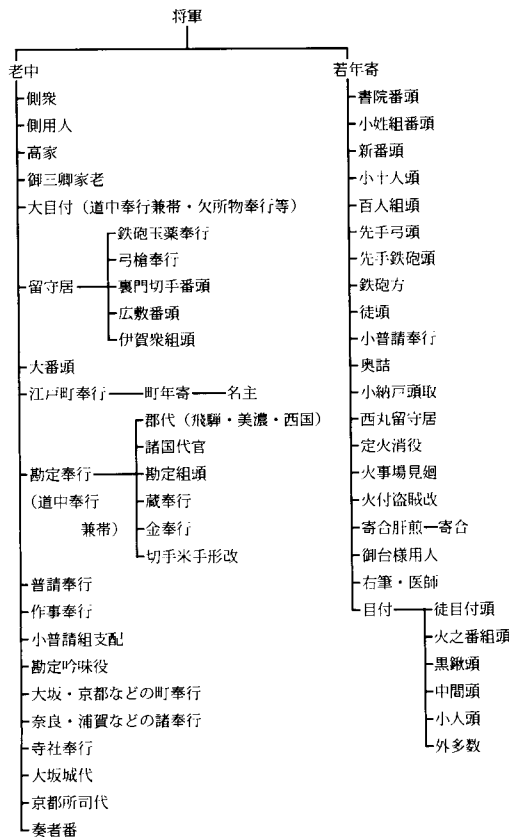 将軍
老中
側衆
側用人
高家
御三卿家老
大目付（道中奉行兼帯・欠所物奉行等）
留守居
鉄砲玉薬奉行
弓槍奉行
裏門切手番頭
広敷番頭
伊賀衆組頭
大番頭
江戸町奉行 町年寄 名主
勘定奉行
（道中奉行
兼帯）
郡代（飛騨・美濃・西国）
諸国代官
勘定組頭
蔵奉行
金奉行
切手米手形改
普請奉行
作事奉行
小普請組支配
勘定吟味役
大坂・京都などの町奉行
奈良・浦賀などの諸奉行
寺社奉行
大坂城代
京都所司代
奏者番
若年寄
書院番頭
小姓組番頭
新番頭
小十人頭
百人組頭
先手弓頭
先手鉄砲頭
鉄砲方
徒頭
小普請奉行
奥詰
小納戸頭取
西丸留守居
定火消役
火事場見廻
火付盗賊改
寄合肝煎 寄合
御台様用人
右筆・医師
目付
徒目付頭
火之番組頭
黒鍬頭
中間頭
小人頭
外多数